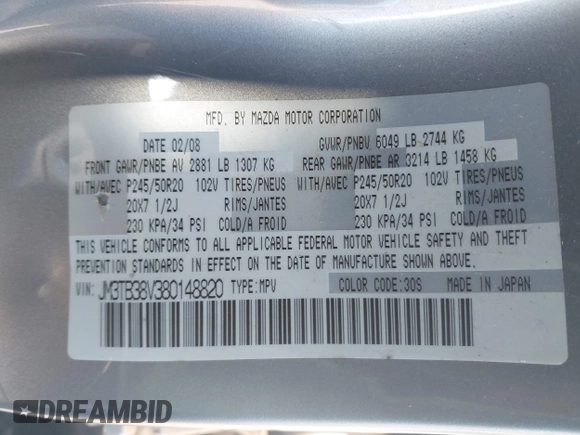 MFD. BY MAZDA MOTOR CORPORATION
DATE 02/08 GVWR/PNBV 6049 LB 2744 KG
FRONT GAWR/PNBE AV 2881 LB 1307 KG REAR GAWR/PNBE AR 3214 LB 1458 KG
WITH/AVEC P245/50R20 102V TIRES/PNEUS WITH/AVEC P245/50R20 102V TIRES/PNEUS
20X7 1/2J RIMS/JANTES 20X7 1/2J RIMS/JANTES
230 KPA/34 PSI COLD/A FROID 230 KPA/34 PSI COLD/A FROID
THIS VEHICLE CONFORMS TO ALL APPLICABLE FEDERAL MOTOR VEHICLE SAFETY AND THEFT
PREVENTION STANDARDS IN EFFECT ON THE DATE OF MANUFACTURE SHOWN ABOVE.
VIN: JM3TB38V380148820 TYPE:MPV COLOR CODE:30S MADE IN JAPAN
DREAMBID